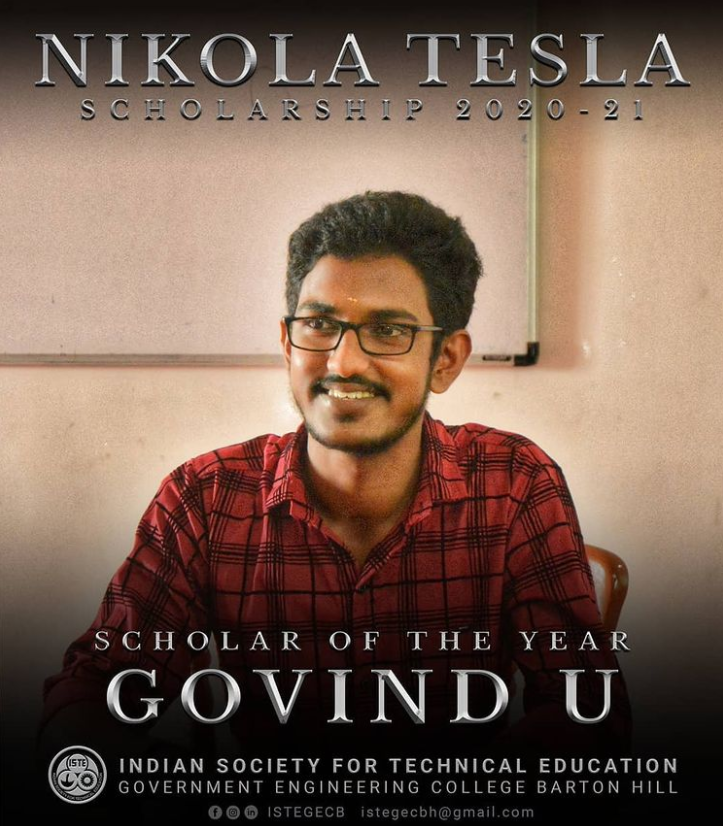 NIKOLA TESLA
SCHOLARSHIP 2020-21
SCHOLAR OF THE YEAR
GOVIND U
ISTE
INDIAN SOCIETY FOR TECHNICAL EDUCATION
GOVERNMENT ENGINEERING COLLEGE BARTON HILL
ISTEGECB istegecbh@gmail.com